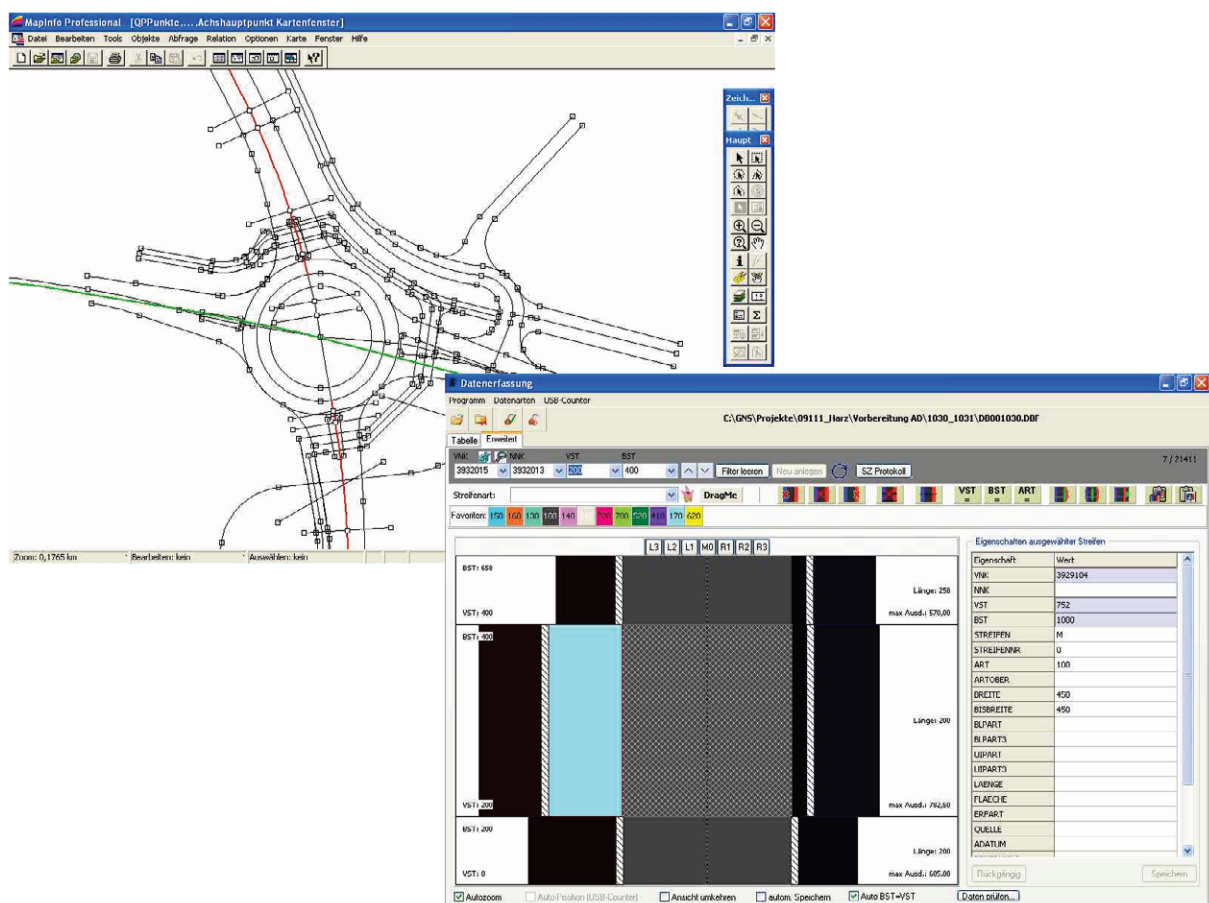 MapInfo Professional [QPPunkte,...,Achshauptpunkt Kartenfenster]
Datei Bearbeiten Tools Objekte Abfrage Relation Optionen Karte Fenster Hilfe
Zeich...
Haupt
Zoom: 0,1765 km
Bearbeiten: kein
Auswählen: kein
Datenerfassung
Programm Datenarten USB-Counter
C:\GNS\Projekte\09111_Harz\Vorbereitung AD\1030_1031\DB001030.DBF
Tabelle Erweitert
VNK NNK VST BST
7 / 21411
3932015 3932013 200 400 Filter leeren Neu anlegen SZ Protokoll
Streifenart: DragMe VST = BST = ART =
Favoriten: 150 160 130 100 140 700 520 170 620
L3 L2 L1 M0 R1 R2 R3
BST: 658
Länge: 258
VST: 400
max Ausd.: 570,00
BST: 400
Länge: 200
VST: 200
max Ausd.: 782,50
BST: 200
Länge: 200
VST: 0
max Ausd.: 605,00
Eigenschaften ausgewählter Streifen
Eigenschaft Wert
VNK 3929104
NNK
VST 752
BST 1000
STREIFEN M
STREIFENNR 0
ART 100
ARTOBER
BREITE 450
BISBREITE 450
BLPART
BLPART3
UIPART
UIPART3
LAENGE
FLAECHE
ERFART
QUELLE
ADATUM
Rückgängig Speichern
Autozoom Auto-Position (USB-Counter) Ansicht umkehren autom. Speichern Auto BST=VST Daten prüfen...